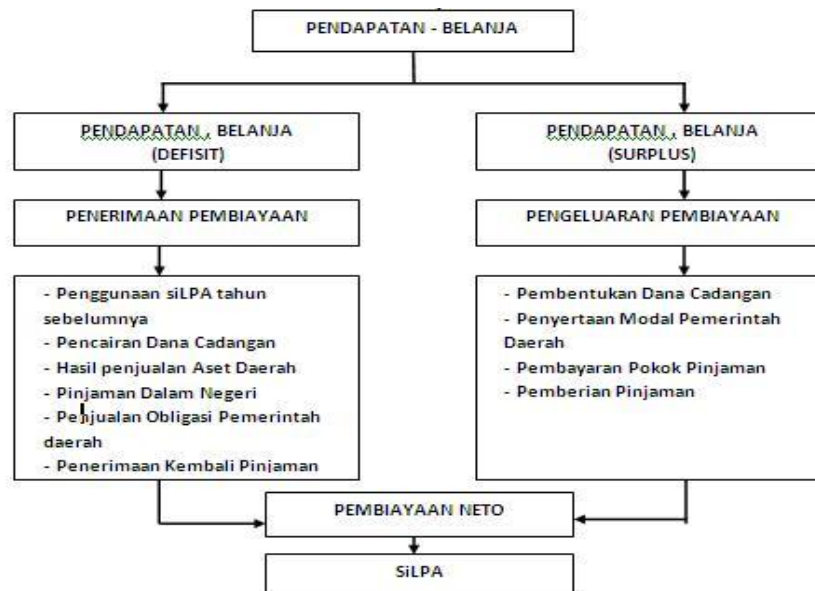 PENDAPATAN - BELANJA
PENDAPATAN , BELANJA
(DEFISIT)
PENDAPATAN , BELANJA
(SURPLUS)
PENERIMAAN PEMBIAYAAN
PENGELUARAN PEMBIAYAAN
- Penggunaan siLPA tahun
sebelumnya
- Pencairan Dana Cadangan
- Hasil penjualan Aset Daerah
- Pinjaman Dalam Negeri
- Penjualan Obligasi Pemerintah
daerah
- Penerimaan Kembali Pinjaman
- Pembentukan Dana Cadangan
- Penyertaan Modal Pemerintah
Daerah
- Pembayaran Pokok Pinjaman
- Pemberian Pinjaman
PEMBIAYAAN NETO
SiLPA